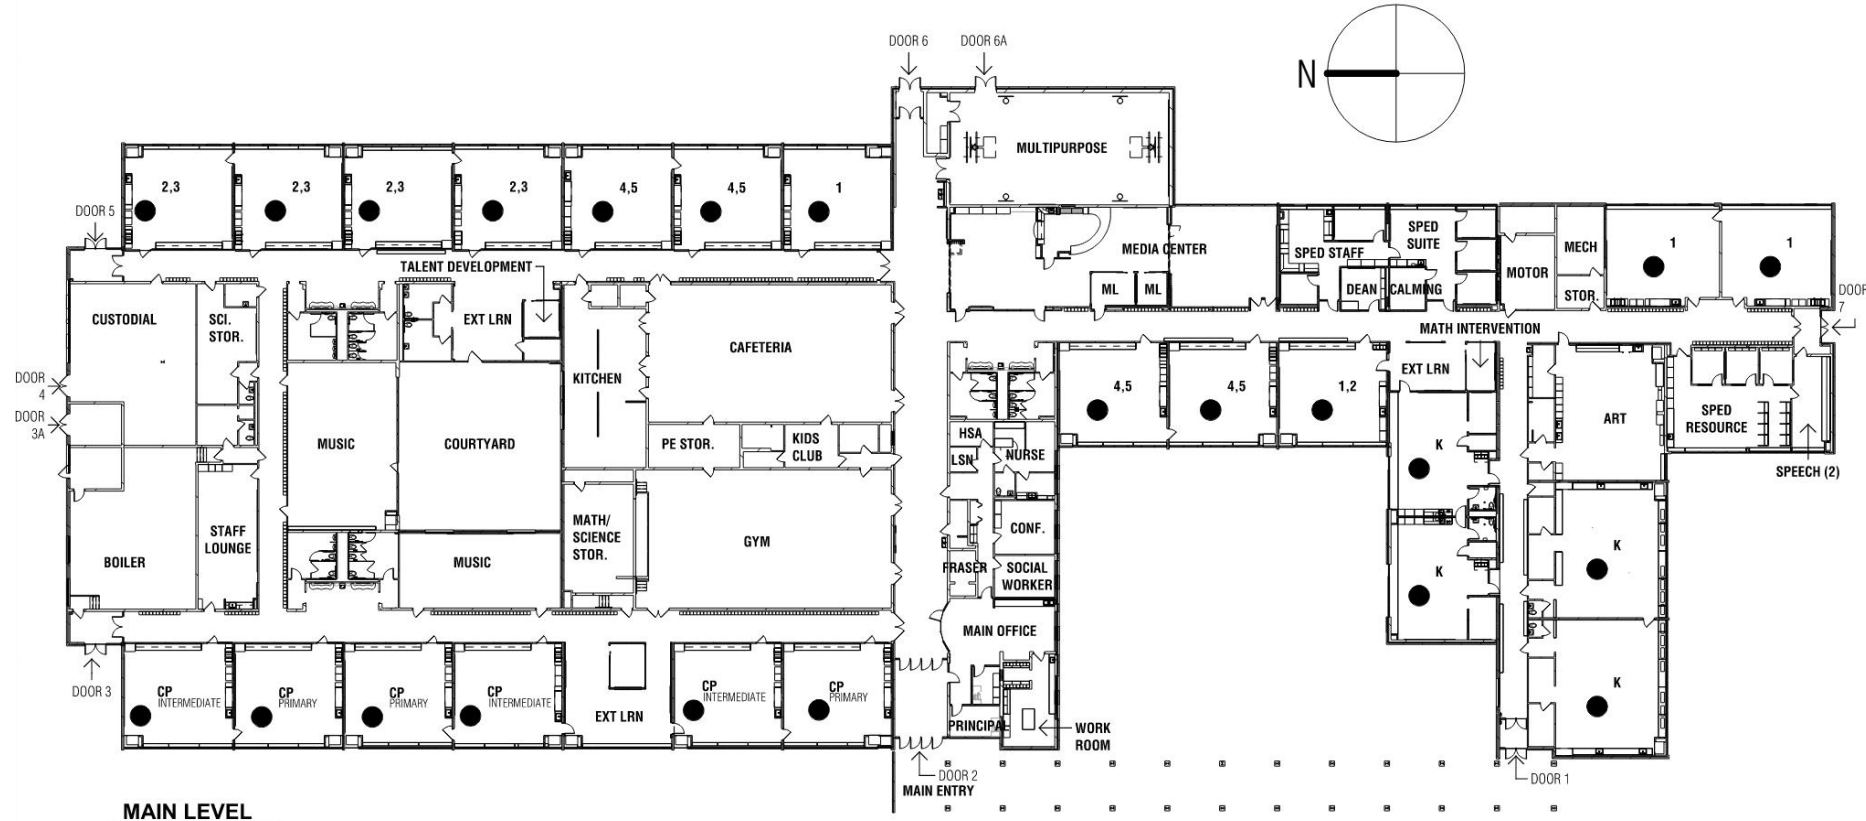 DOOR 6
DOOR 6A
N
MULTIPURPOSE
2,3
2,3
2,3
2,3
4,5
4,5
1
DOOR 5
TALENT DEVELOPMENT
MEDIA CENTER
ML
ML
SPED STAFF
SPED
SUITE
DEAN
CALMING
MOTOR
MECH
STOR.
1
1
DOOR
7
CUSTODIAL
SCI.
STOR.
EXT LRN
KITCHEN
CAFETERIA
MATH INTERVENTION
EXT LRN
4,5
4,5
1,2
DOOR
4
DOOR
3A
MUSIC
COURTYARD
PE STOR.
KIDS
CLUB
HSA
LSN
NURSE
K
ART
SPED
RESOURCE
SPEECH (2)
BOILER
STAFF
LOUNGE
MUSIC
MATH/
SCIENCE
STOR.
GYM
CONF.
FRASER
SOCIAL
WORKER
K
K
MAIN OFFICE
DOOR 3
CP
INTERMEDIATE
CP
PRIMARY
CP
PRIMARY
CP
INTERMEDIATE
EXT LRN
CP
INTERMEDIATE
CP
PRIMARY
PRINCIPAL
WORK
ROOM
K
DOOR 2
MAIN ENTRY
DOOR 1
MAIN LEVEL